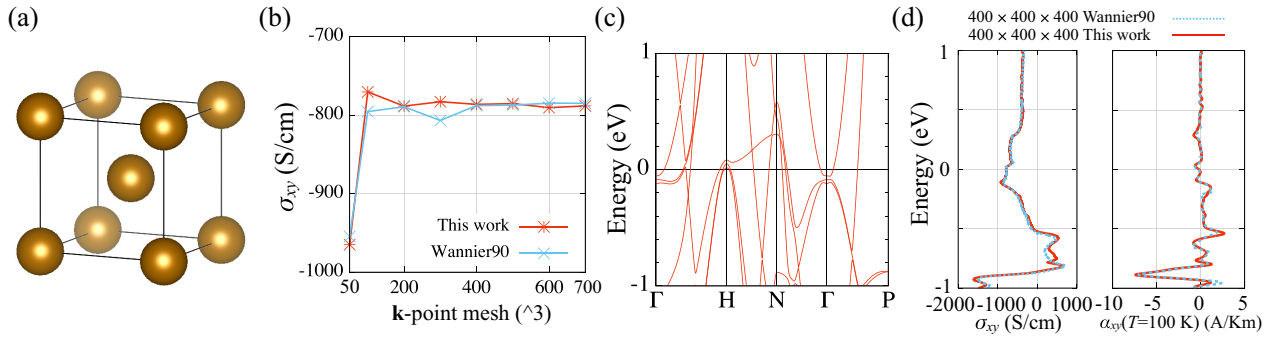 (a)
(b)
-700
-800
-900
-1000
σxy (S/cm)
This work
Wannier90
50 200 400 600 700
k-point mesh (^3)
(c)
Energy (eV)
1
0
-1
Γ H N Γ P
(d)
400 × 400 × 400 Wannier90
400 × 400 × 400 This work
Energy (eV)
1
0
-1
-2000 -1000 0 1000
σxy (S/cm)
-10 -5 0 5
αxy(T=100 K) (A/Km)